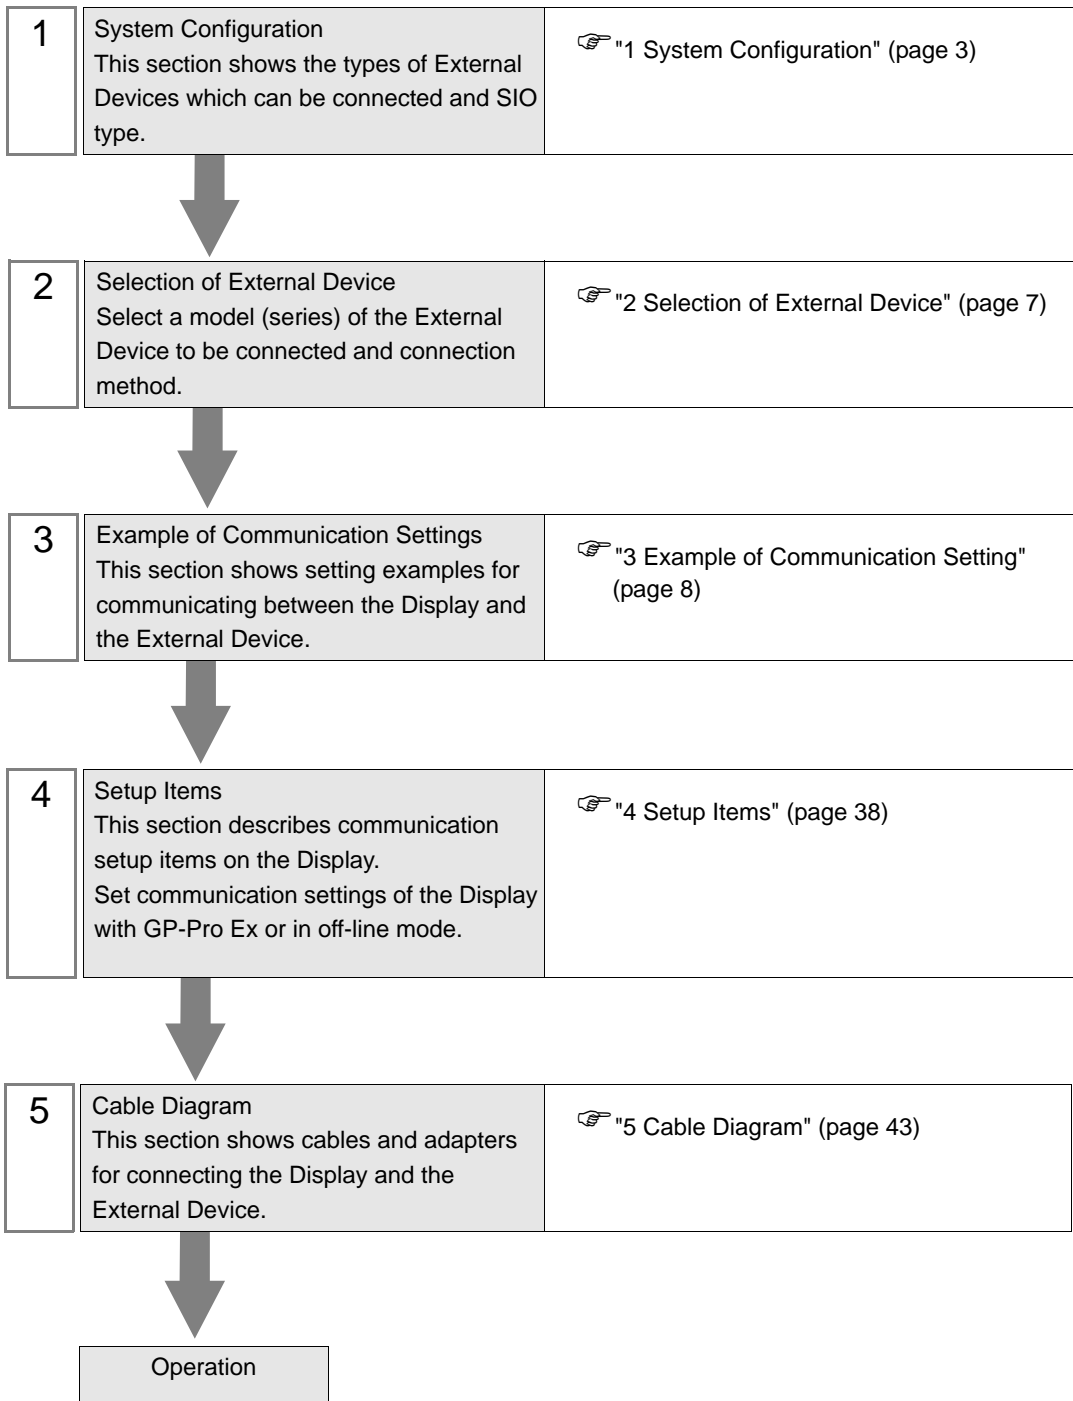 1
System Configuration
This section shows the types of External
Devices which can be connected and SIO
type.
"1 System Configuration" (page 3)
2
Selection of External Device
Select a model (series) of the External
Device to be connected and connection
method.
"2 Selection of External Device" (page 7)
3
Example of Communication Settings
This section shows setting examples for
communicating between the Display and
the External Device.
"3 Example of Communication Setting"
(page 8)
4
Setup Items
This section describes communication
setup items on the Display.
Set communication settings of the Display
with GP-Pro Ex or in off-line mode.
"4 Setup Items" (page 38)
5
Cable Diagram
This section shows cables and adapters
for connecting the Display and the
External Device.
"5 Cable Diagram" (page 43)
Operation